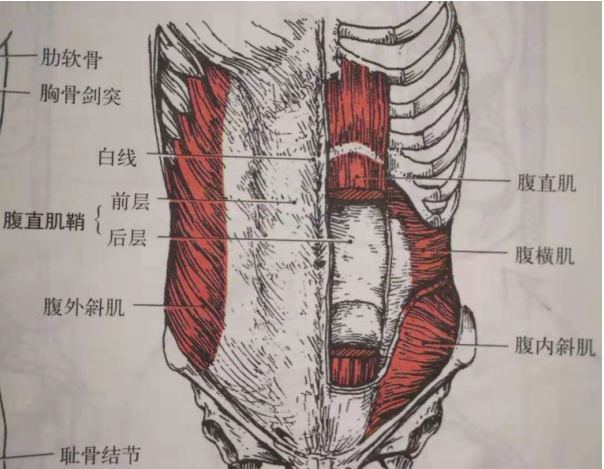 肋软骨
胸骨剑突
白线
腹直肌鞘
前层
后层
腹外斜肌
耻骨结节
腹直肌
腹横肌
腹内斜肌